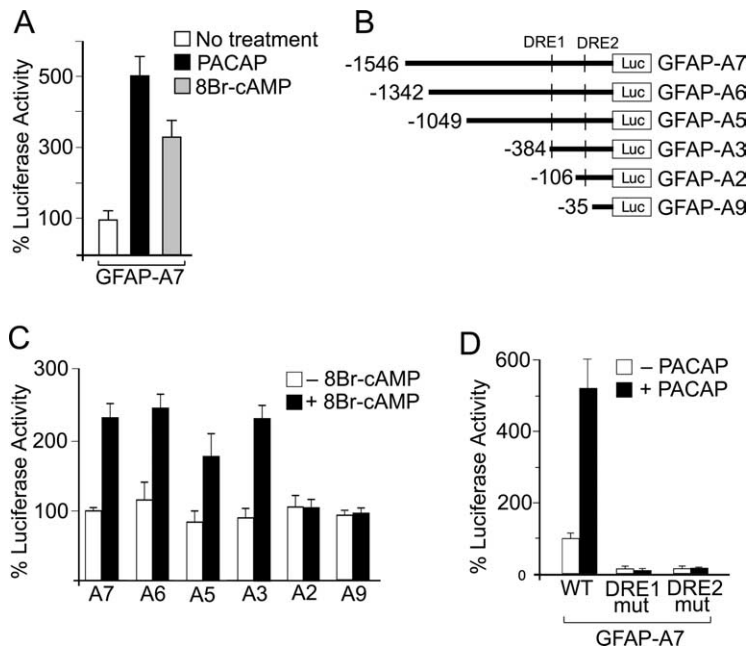 A
% Luciferase Activity
500
300
100
No treatment
PACAP
8Br-cAMP
GFAP-A7
B
DRE1 DRE2
-1546 Luc GFAP-A7
-1342 Luc GFAP-A6
-1049 Luc GFAP-A5
-384 Luc GFAP-A3
-106 Luc GFAP-A2
-35 Luc GFAP-A9
C
% Luciferase Activity
300
200
100
– 8Br-cAMP
+ 8Br-cAMP
A7 A6 A5 A3 A2 A9
D
% Luciferase Activity
600
400
200
0
– PACAP
+ PACAP
WT DRE1 DRE2
mut mut
GFAP-A7